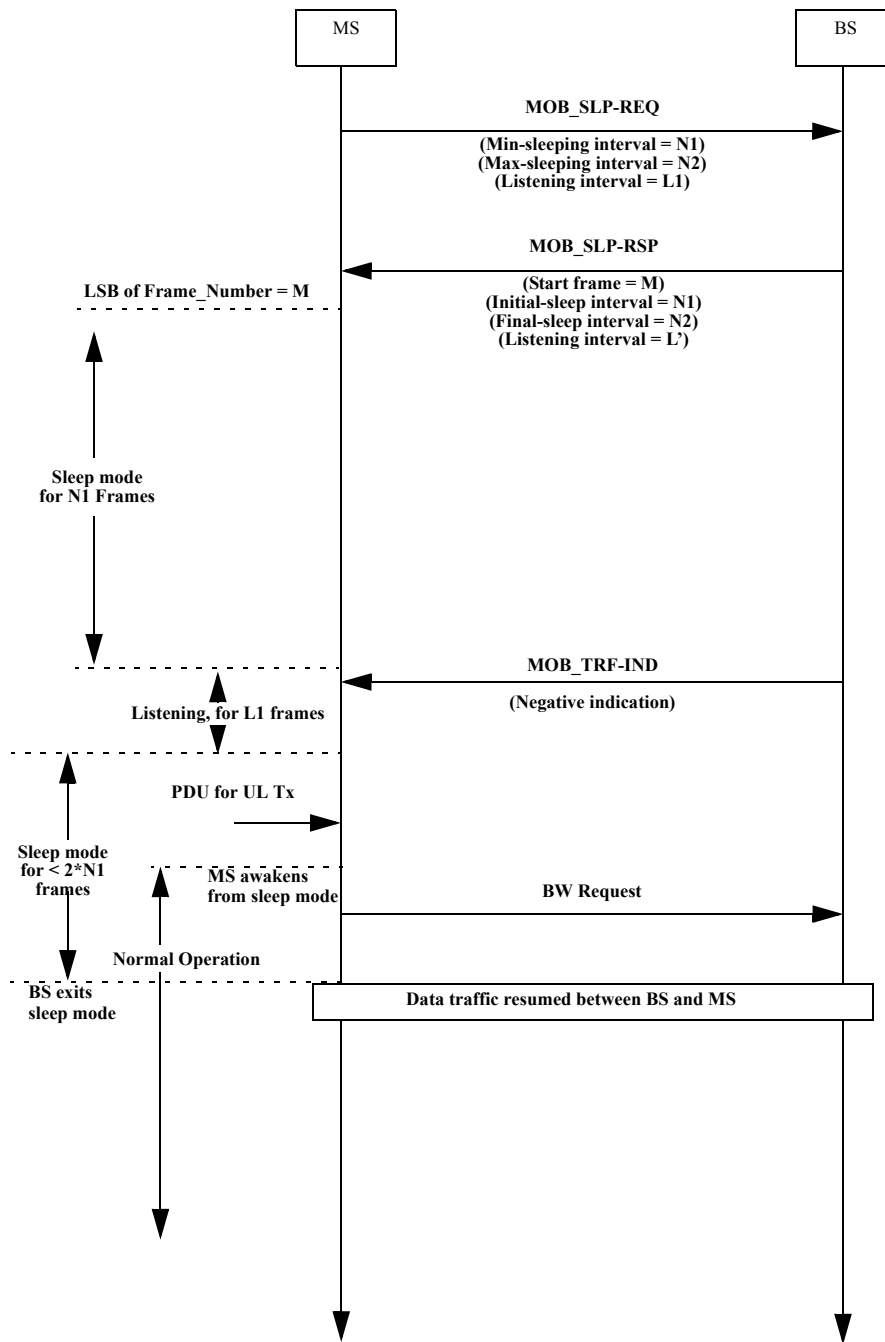 MS
BS
MOB_SLP-REQ
(Min-sleeping interval = N1)
(Max-sleeping interval = N2)
(Listening interval = L1)
MOB_SLP-RSP
LSB of Frame_Number = M
(Start frame = M)
(Initial-sleep interval = N1)
(Final-sleep interval = N2)
(Listening interval = L’)
Sleep mode
for N1 Frames
MOB_TRF-IND
(Negative indication)
Listening, for L1 frames
PDU for UL Tx
Sleep mode
for < 2*N1
frames
MS awakens
from sleep mode
BW Request
Normal Operation
BS exits
sleep mode
Data traffic resumed between BS and MS